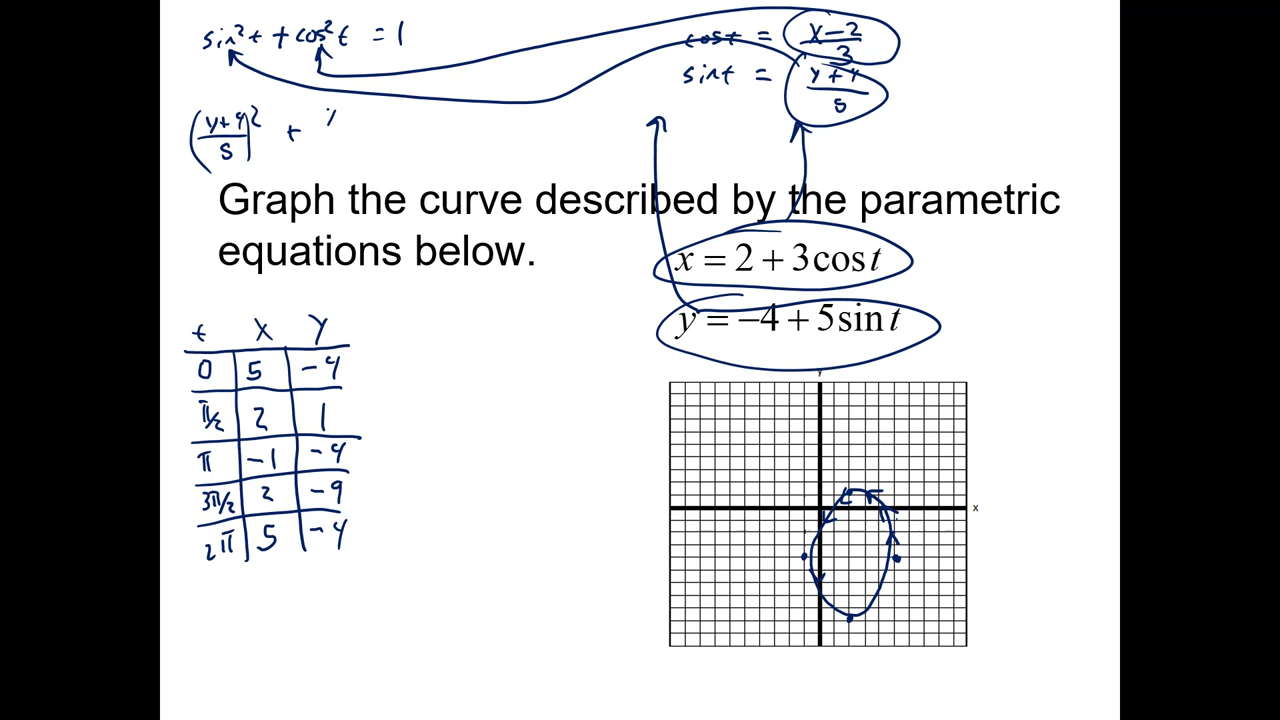 sin²t + cos²t = 1
cost = x-2/3
sint = y+4/5
(y+4/5)² +
Graph the curve described by the parametric
equations below.
x = 2 + 3cos t
y = −4 + 5sin t
t x y
0 5 -4
π/2 2 1
π -1 -4
3π/2 2 -9
2π 5 -4
Y
X